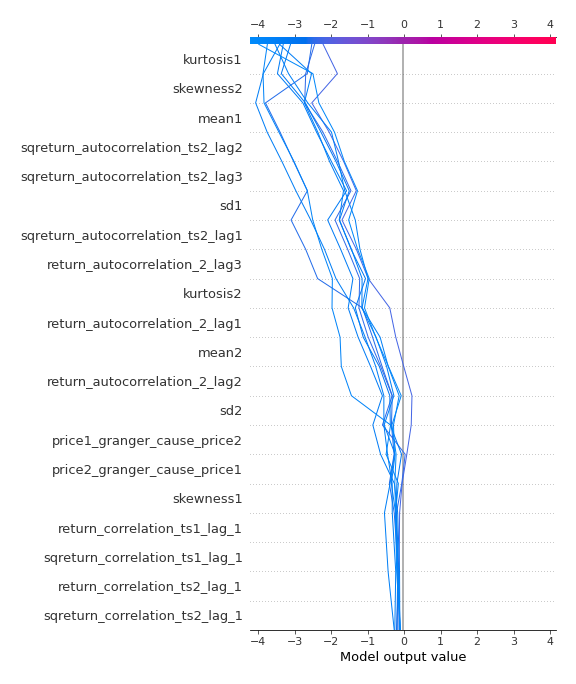 −4 −3 −2 −1 0 1 2 3 4
kurtosis1
skewness2
mean1
sqreturn_autocorrelation_ts2_lag2
sqreturn_autocorrelation_ts2_lag3
sd1
sqreturn_autocorrelation_ts2_lag1
return_autocorrelation_2_lag3
kurtosis2
return_autocorrelation_2_lag1
mean2
return_autocorrelation_2_lag2
sd2
price1_granger_cause_price2
price2_granger_cause_price1
skewness1
return_correlation_ts1_lag_1
sqreturn_correlation_ts1_lag_1
return_correlation_ts2_lag_1
sqreturn_correlation_ts2_lag_1
−4 −3 −2 −1 0 1 2 3 4
Model output value